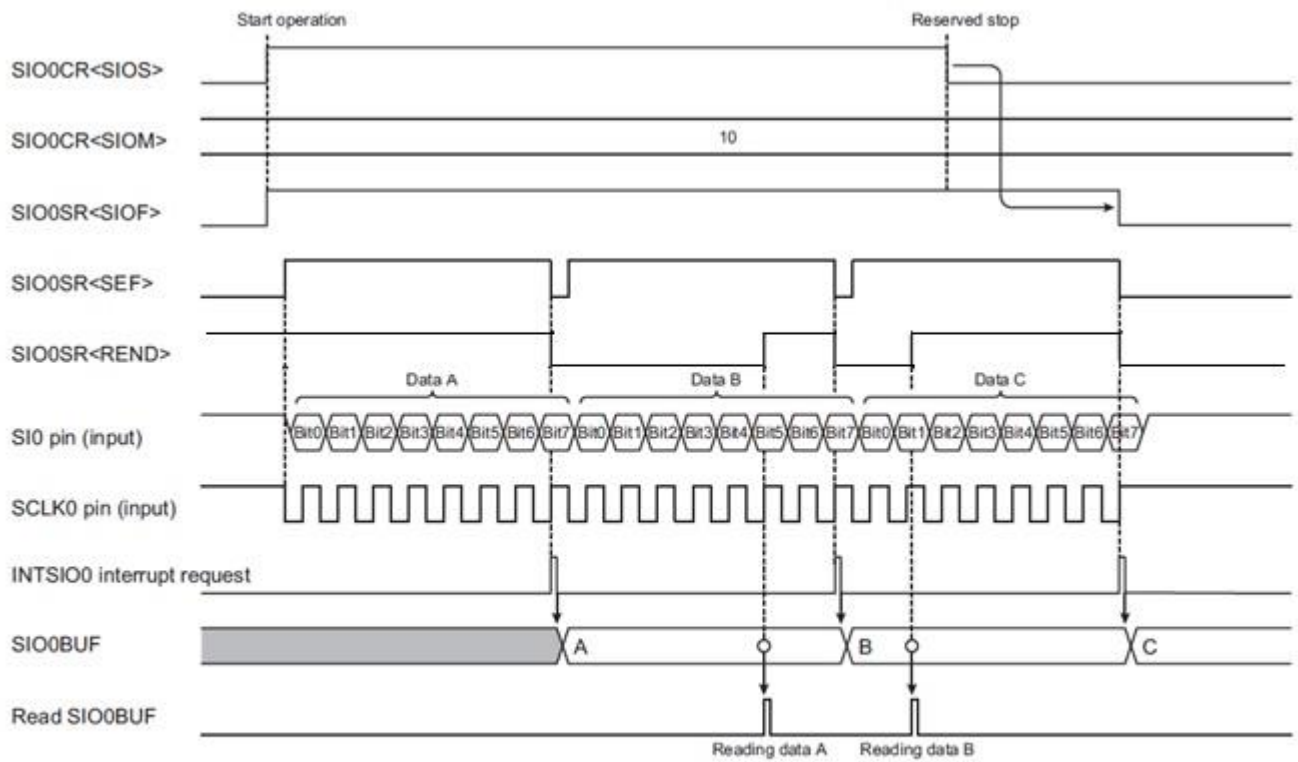 Start operation
Reserved stop
SIO0CR<SIOS>
SIO0CR<SIOM>
10
SIO0SR<SIOF>
SIO0SR<SEF>
SIO0SR<REND>
Data A
Data B
Data C
SI0 pin (input)
Bit0 Bit1 Bit2 Bit3 Bit4 Bit5 Bit6 Bit7 Bit0 Bit1 Bit2 Bit3 Bit4 Bit5 Bit6 Bit7 Bit0 Bit1 Bit2 Bit3 Bit4 Bit5 Bit6 Bit7
SCLK0 pin (input)
INTSIO0 interrupt request
SIO0BUF
A
B
C
Read SIO0BUF
Reading data A
Reading data B